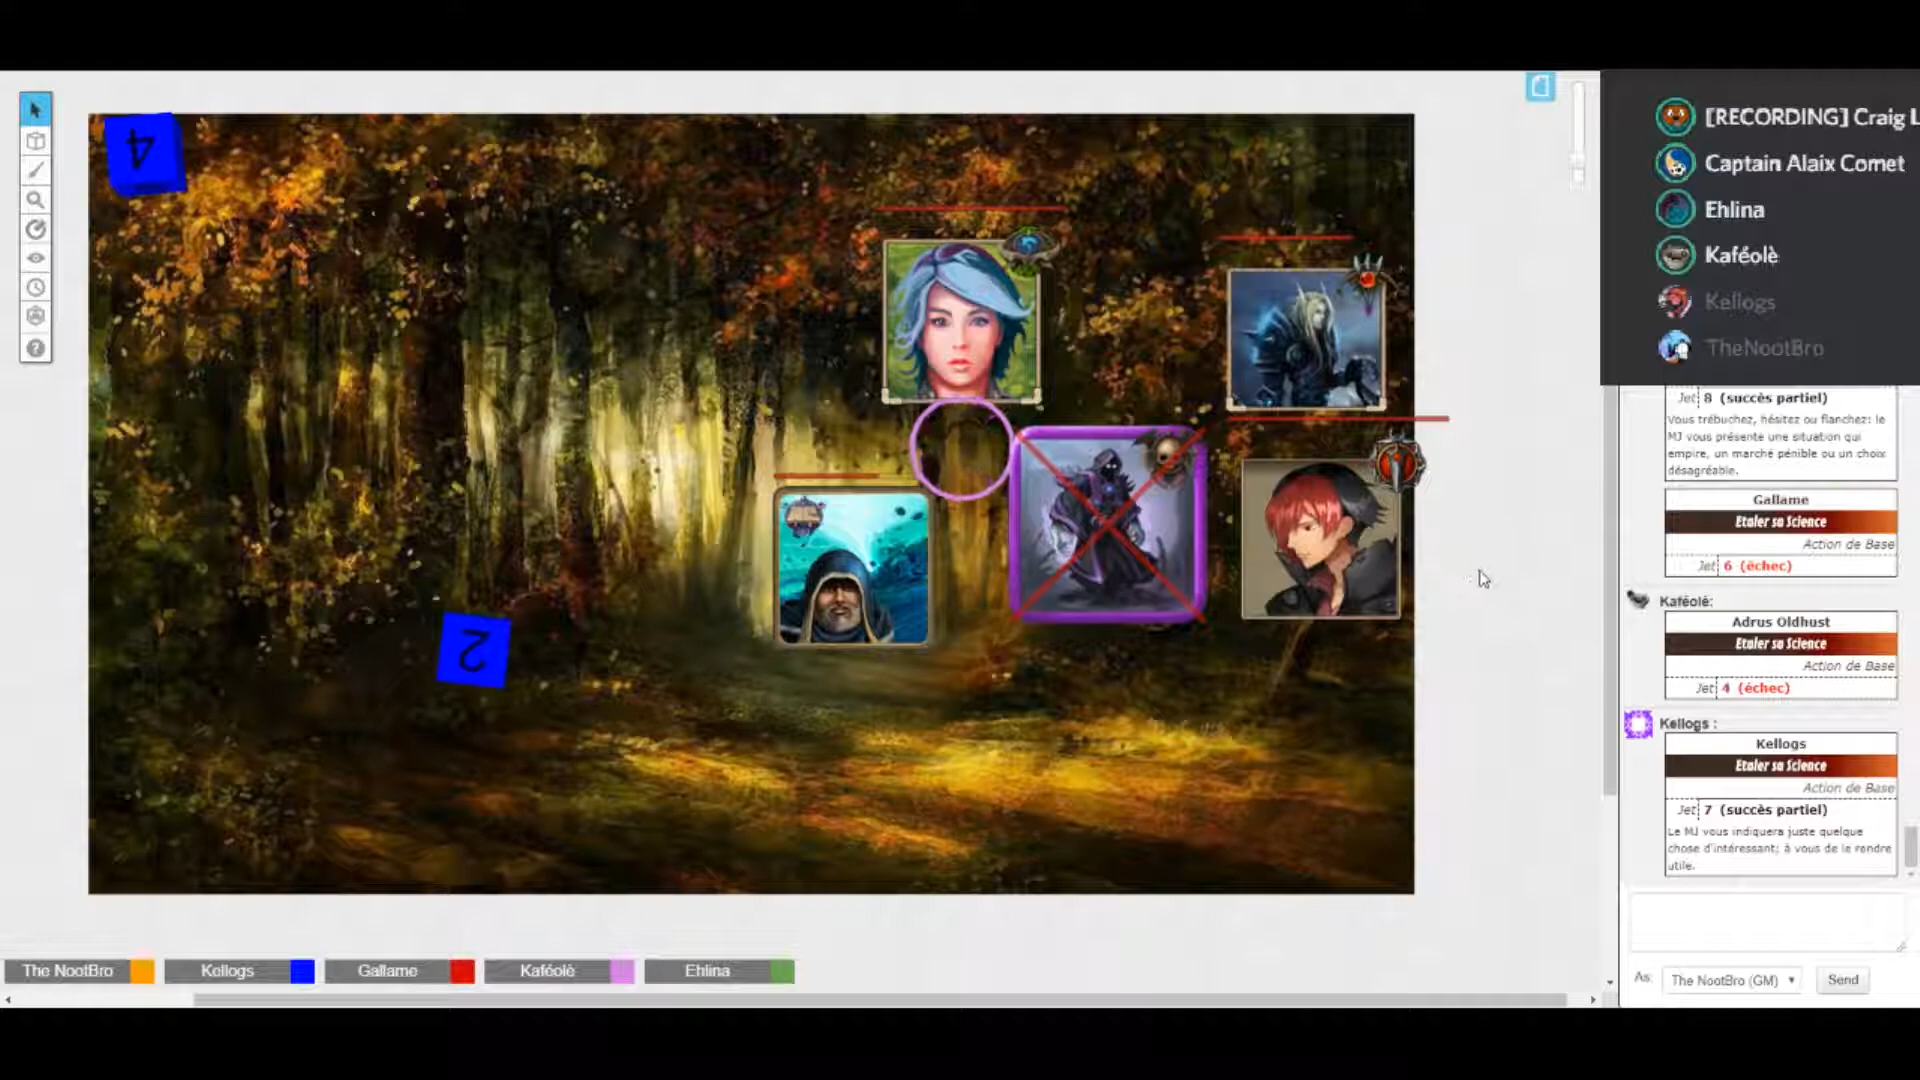 4
2
[RECORDING] Craig L
Captain Alaix Comet
Ehlina
Kaféolè
Kellogs
TheNootBro
Jet 8 (succès partiel)
Vous trébuchez, hésitez ou flanchez: le
MJ vous présente une situation qui
empire, un marché pénible ou un choix
désagréable.
Gallame
Etaler sa Science
Action de Base
Jet 6 (échec)
Kaféolè:
Adrus Oldhust
Etaler sa Science
Action de Base
Jet 4 (échec)
Kellogs :
Kellogs
Etaler sa Science
Action de Base
Jet 7 (succès partiel)
Le MJ vous indiquera juste quelque
chose d'intéressant; à vous de le rendre
utile.
The NootBro
Kellogs
Gallame
Kaféolè
Ehlina
As: The NootBro (GM) Send